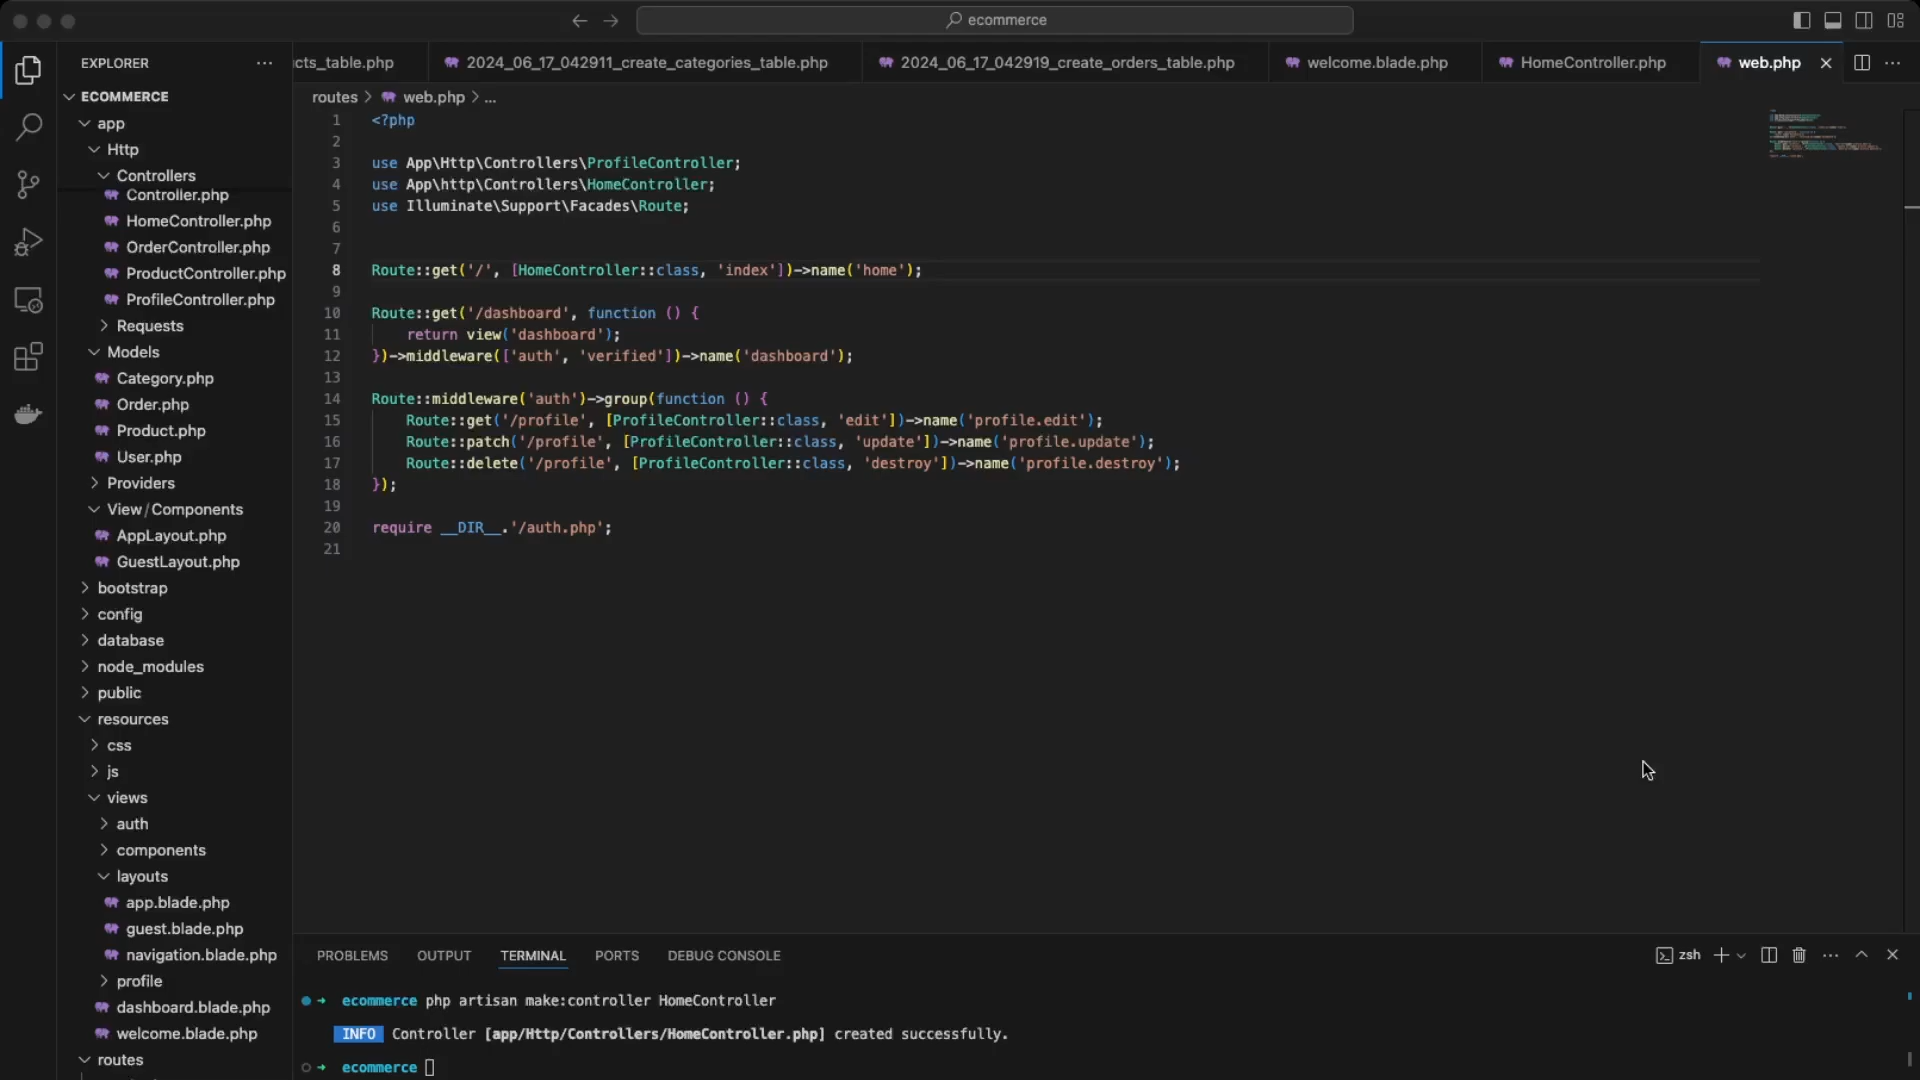 ecommerce
EXPLORER
ECOMMERCE
app
Http
Controllers
Controller.php
HomeController.php
OrderController.php
ProductController.php
ProfileController.php
Requests
Models
Category.php
Order.php
Product.php
User.php
Providers
View/Components
AppLayout.php
GuestLayout.php
bootstrap
config
database
node_modules
public
resources
css
js
views
auth
components
layouts
app.blade.php
guest.blade.php
navigation.blade.php
profile
dashboard.blade.php
welcome.blade.php
routes
cts_table.php 2024_06_17_042911_create_categories_table.php 2024_06_17_042919_create_orders_table.php welcome.blade.php HomeController.php web.php
routes > web.php > ...
1 <?php
2
3 use App\Http\Controllers\ProfileController;
4 use App\http\Controllers\HomeController;
5 use Illuminate\Support\Facades\Route;
6
7
8 Route::get('/', [HomeController::class, 'index'])->name('home');
9
10 Route::get('/dashboard', function () {
11 return view('dashboard');
12 })->middleware(['auth', 'verified'])->name('dashboard');
13
14 Route::middleware('auth')->group(function () {
15 Route::get('/profile', [ProfileController::class, 'edit'])->name('profile.edit');
16 Route::patch('/profile', [ProfileController::class, 'update'])->name('profile.update');
17 Route::delete('/profile', [ProfileController::class, 'destroy'])->name('profile.destroy');
18 });
19
20 require __DIR__.'/auth.php';
21
PROBLEMS OUTPUT TERMINAL PORTS DEBUG CONSOLE zsh
ecommerce php artisan make:controller HomeController
INFO Controller [app/Http/Controllers/HomeController.php] created successfully.
ecommerce